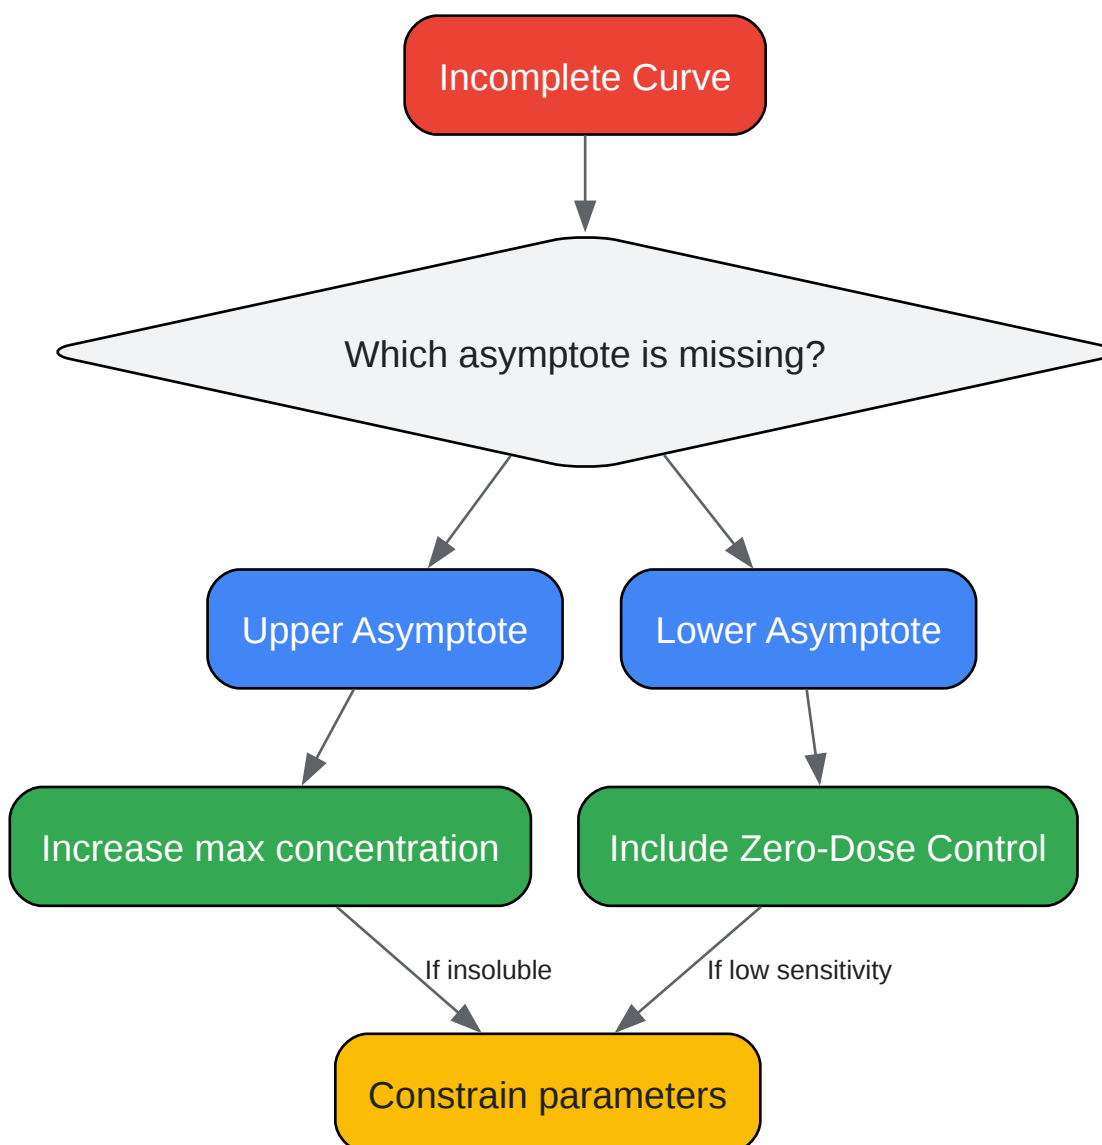 Incomplete Curve
Which asymptote is missing?
Upper Asymptote
Lower Asymptote
Increase max concentration
Include Zero-Dose Control
If insoluble
If low sensitivity
Constrain parameters